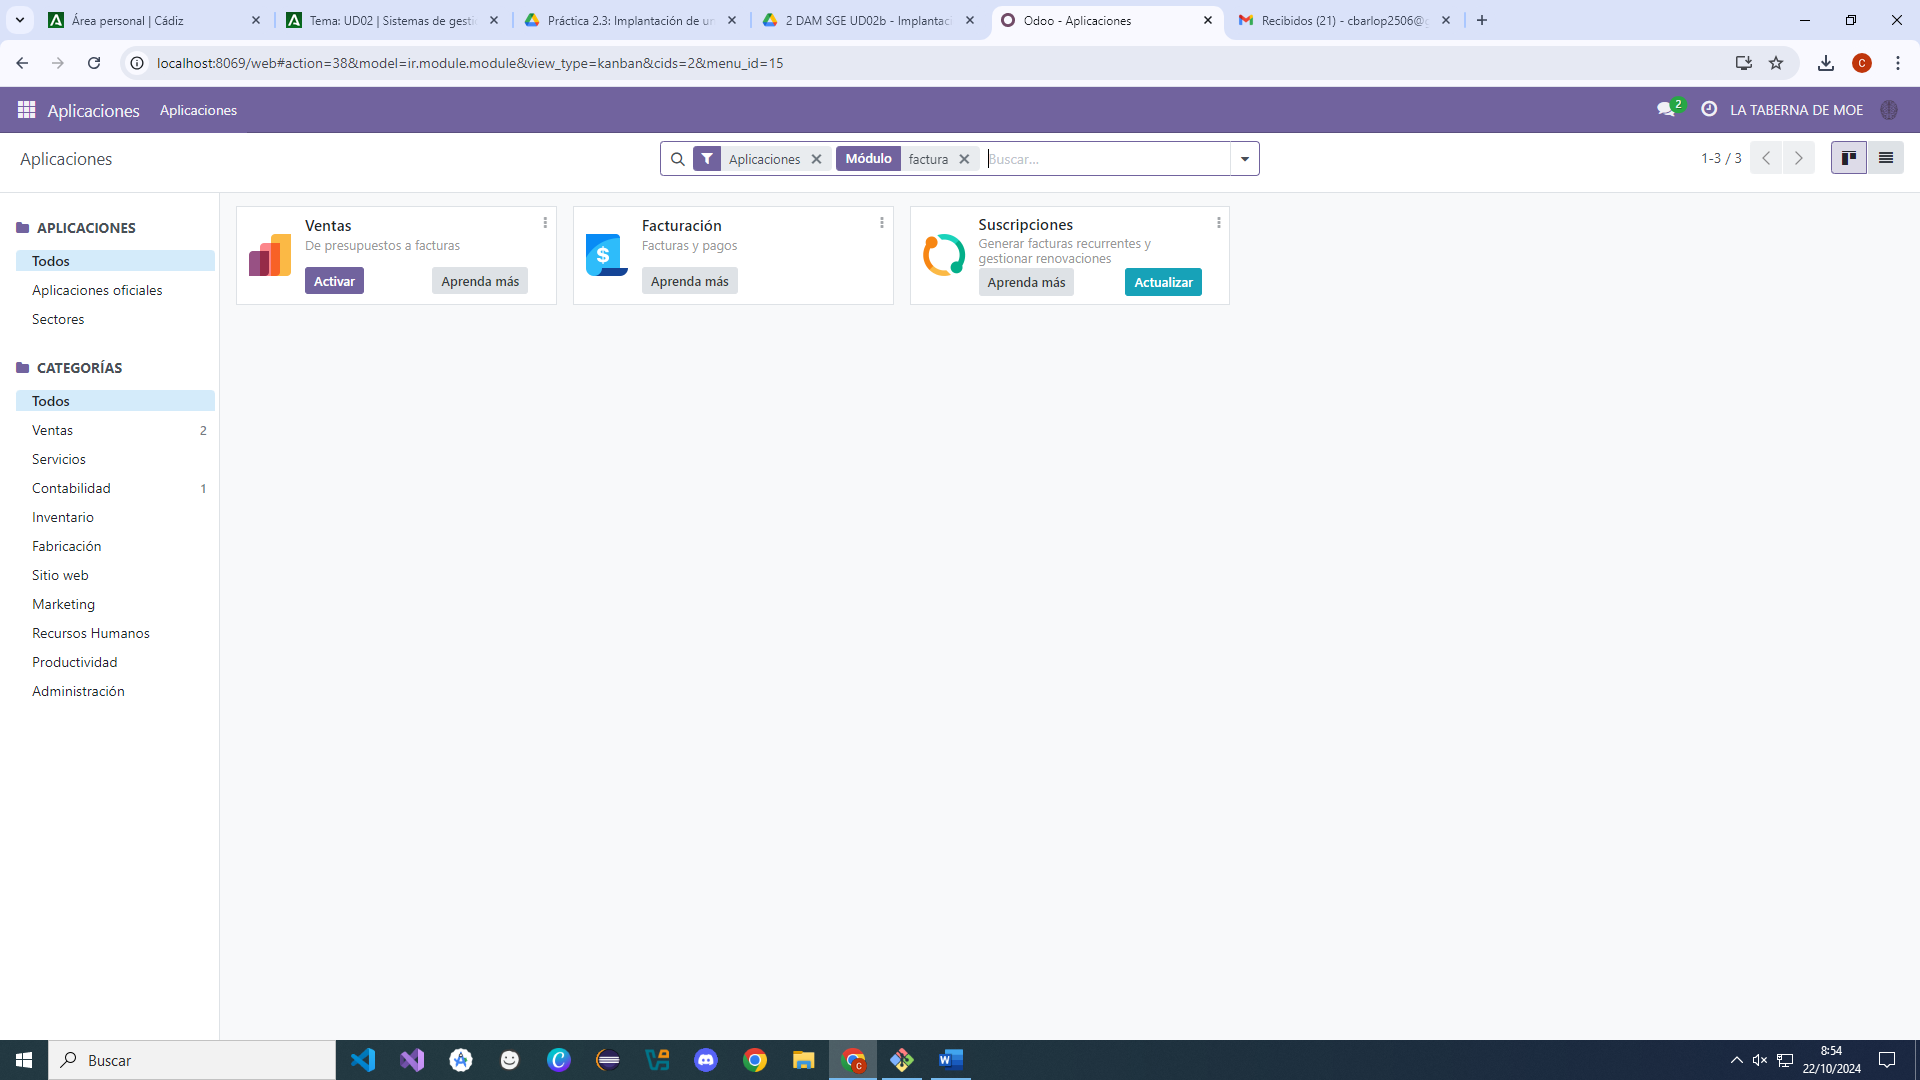 Área personal | Cádiz
Tema: UD02 | Sistemas de gesti
Práctica 2.3: Implantación de un
2 DAM SGE UD02b - Implantaci
Odoo - Aplicaciones
Recibidos (21) - cbarlop2506@g
localhost:8069/web#action=38&model=ir.module.module&view_type=kanban&cids=2&menu_id=15
C
Aplicaciones
Aplicaciones
2
LA TABERNA DE MOE
Aplicaciones
Aplicaciones
Módulo
factura
Buscar...
1-3 / 3
APLICACIONES
Todos
Aplicaciones oficiales
Sectores
CATEGORÍAS
Todos
Ventas 2
Servicios
Contabilidad 1
Inventario
Fabricación
Sitio web
Marketing
Recursos Humanos
Productividad
Administración
Ventas
De presupuestos a facturas
Activar
Aprenda más
Facturación
Facturas y pagos
Aprenda más
Suscripciones
Generar facturas recurrentes y
gestionar renovaciones
Aprenda más
Actualizar
Buscar
8:54
22/10/2024